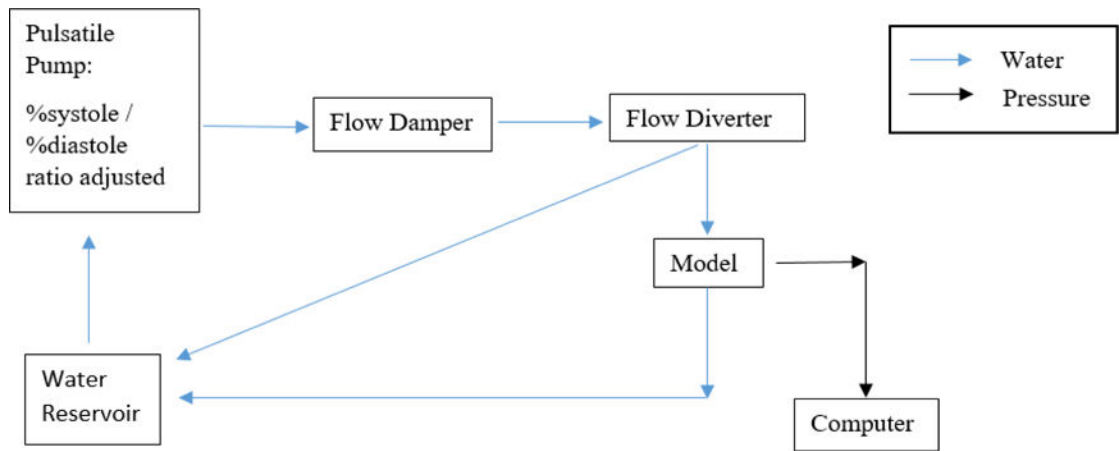 Pulsatile
Pump:
%systole /
%diastole
ratio adjusted
Flow Damper
Flow Diverter
Water
Pressure
Model
Water
Reservoir
Computer